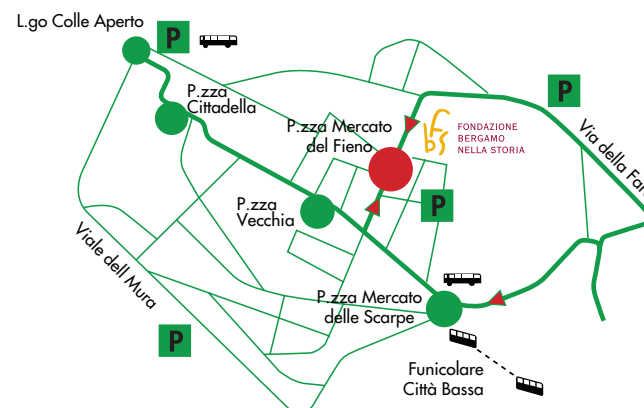 L.go Colle Aperto
P
P.zza
Cittadella
P
P.zza Mercato
del Fieno
FONDAZIONE
BERGAMO
NELLA STORIA
Via della Far
P.zza
Vecchia
P
Viale dell Mura
P.zza Mercato
delle Scarpe
P
Funicolare
Città Bassa